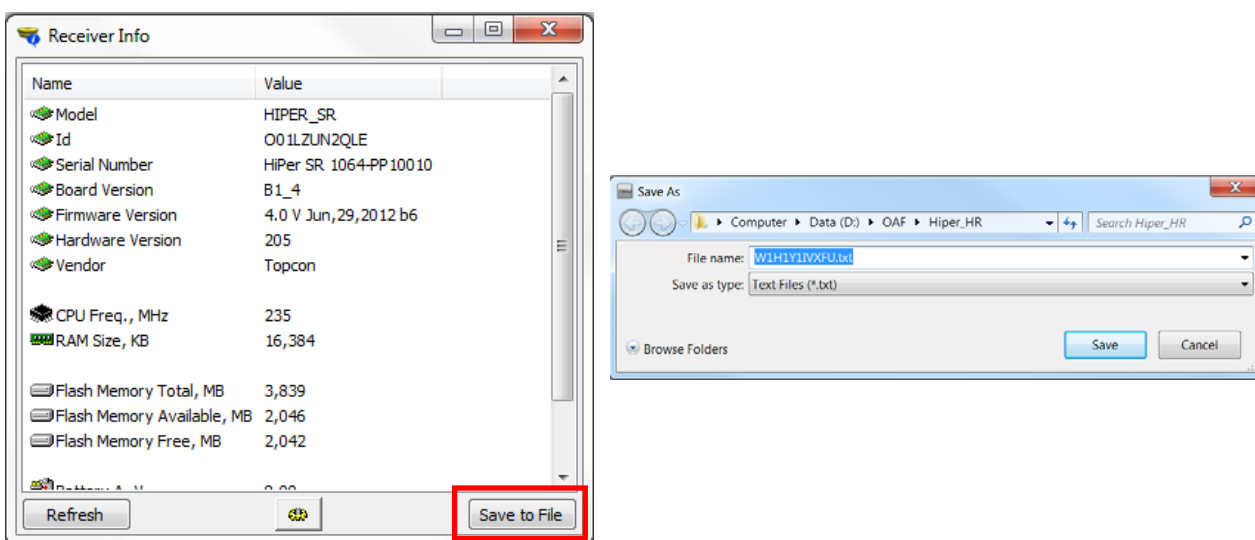 Receiver Info
Name Value
Model HIPER_SR
Id O01LZUN2QLE
Serial Number HiPer SR 1064-PP10010
Board Version B1_4
Firmware Version 4.0 V Jun,29,2012 b6
Hardware Version 205
Vendor Topcon
CPU Freq., MHz 235
RAM Size, KB 16,384
Flash Memory Total, MB 3,839
Flash Memory Available, MB 2,046
Flash Memory Free, MB 2,042
Refresh Save to File
Save As
Computer Data (D:) OAF Hiper_HR Search Hiper_HR
File name: W1H1Y1IVXFU.txt
Save as type: Text Files (*.txt)
Browse Folders Save Cancel